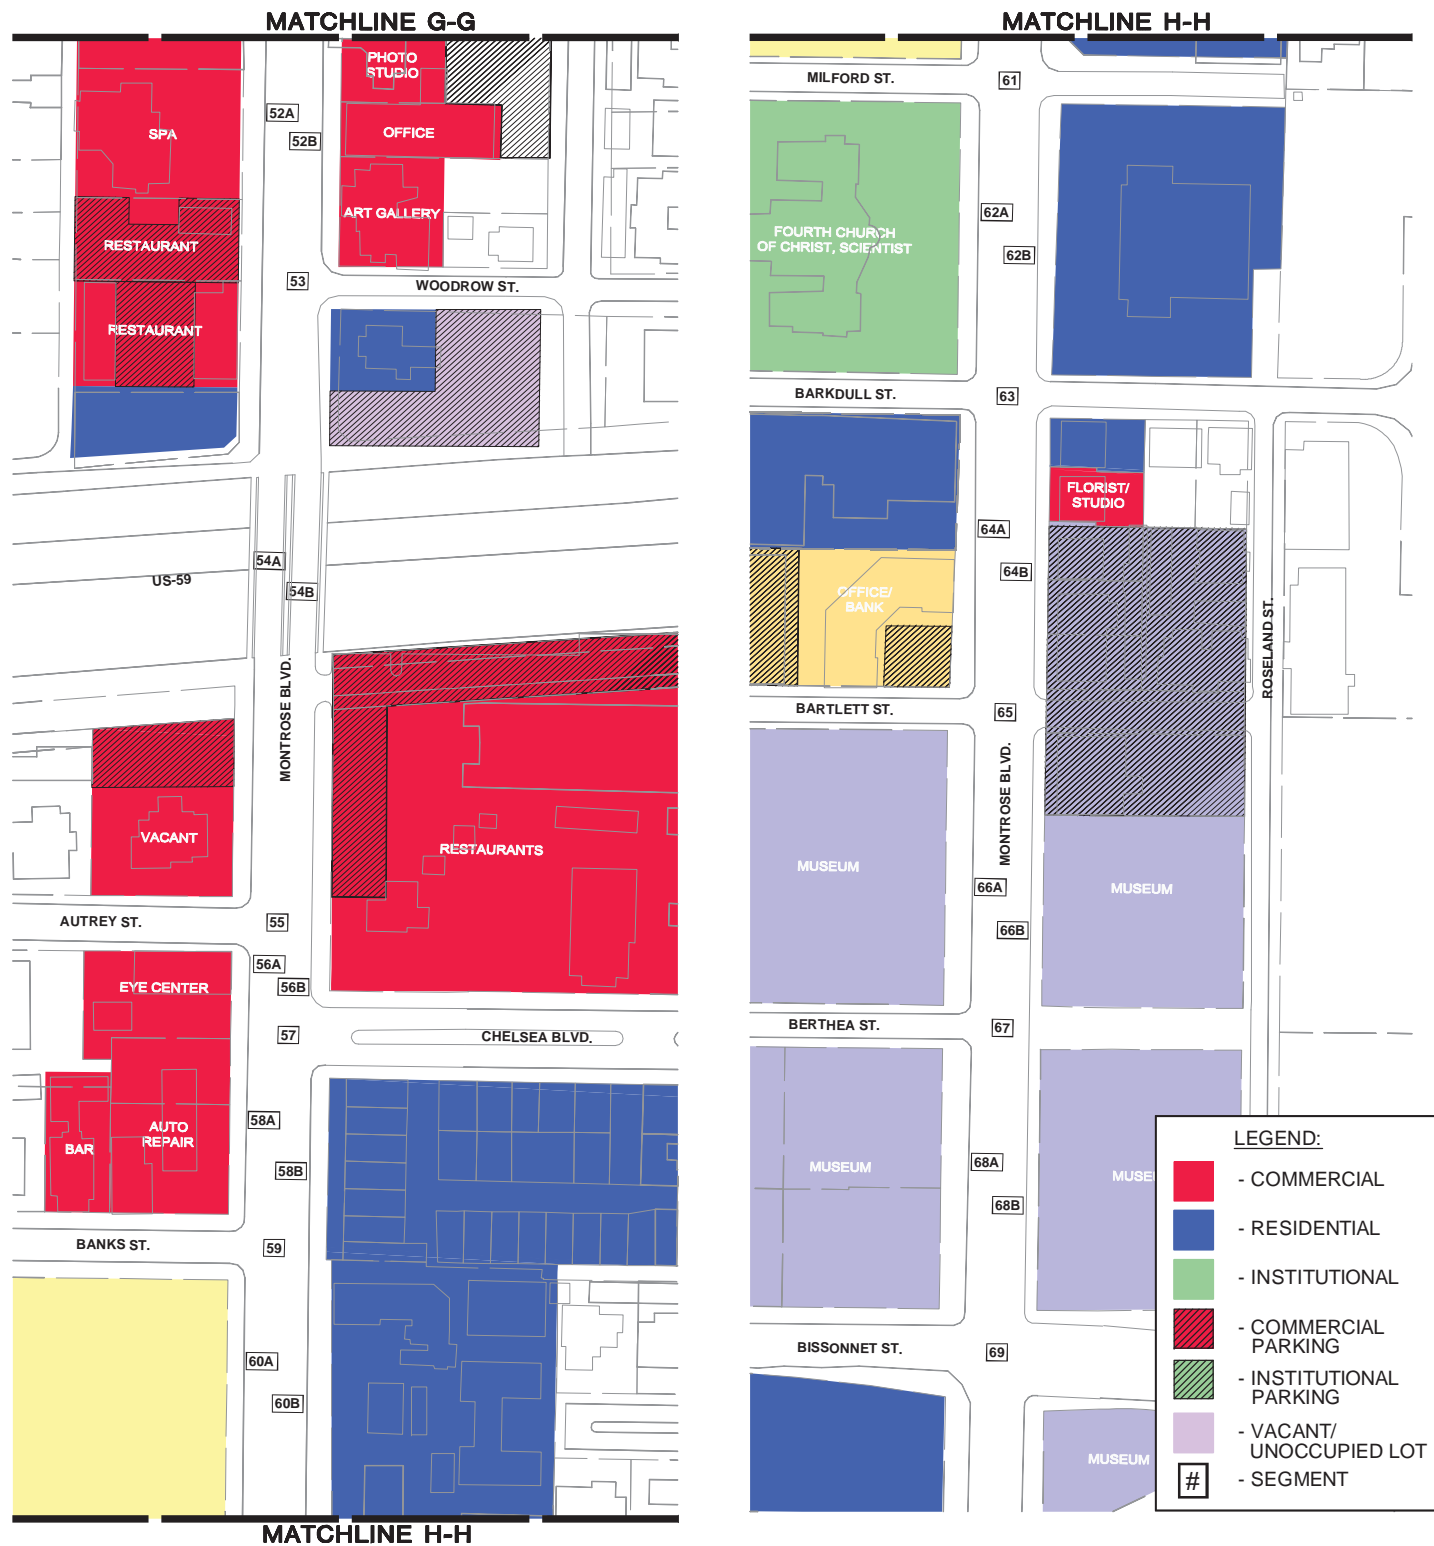 MATCHLINE G-G
PHOTO
STUDIO
52A
SPA
OFFICE
52B
ART GALLERY
RESTAURANT
53
WOODROW ST.
RESTAURANT
54A
US-59
54B
MONTROSE BLVD.
VACANT
RESTAURANTS
AUTREY ST.
55
56A
EYE CENTER
56B
57
CHELSEA BLVD.
58A
AUTO
REPAIR
BAR
58B
BANKS ST.
59
60A
60B
MATCHLINE H-H
MATCHLINE H-H
MILFORD ST.
61
62A
FOURTH CHURCH
OF CHRIST, SCIENTIST
62B
BARKDULL ST.
63
FLORIST/
STUDIO
64A
64B
OFFICE/
BANK
ROSELAND ST.
BARTLETT ST.
65
MONTROSE BLVD.
MUSEUM
66A
MUSEUM
66B
BERTHEA ST.
67
MUSEUM
68A
MUSE
68B
BISSONNET ST.
69
MUSEUM
LEGEND:
- COMMERCIAL
- RESIDENTIAL
- INSTITUTIONAL
- COMMERCIAL
PARKING
- INSTITUTIONAL
PARKING
- VACANT/
UNOCCUPIED LOT
# - SEGMENT